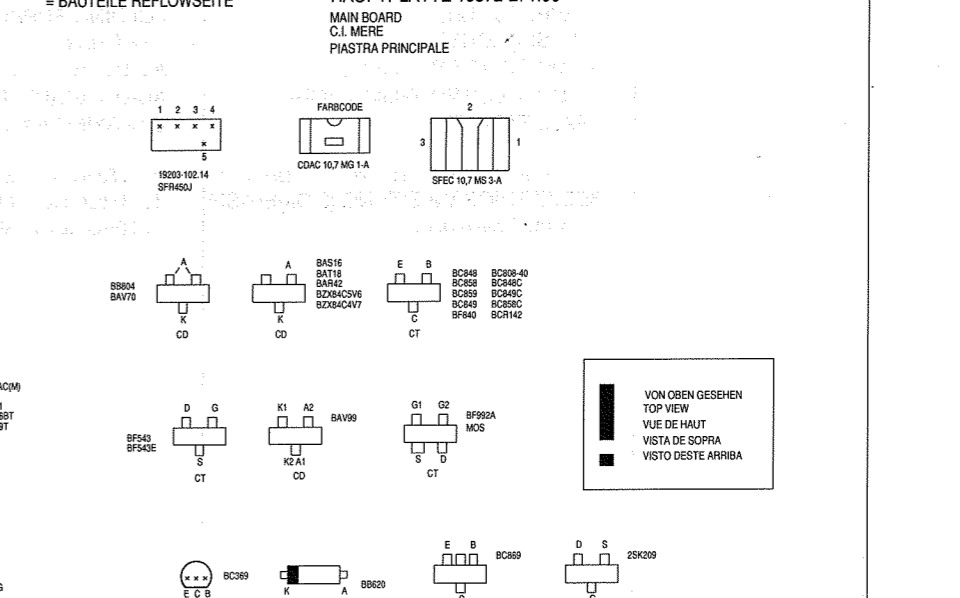 = BAUTEILE REFLOWSEITE
MAIN BOARD
C.I. MERE
PIASTRA PRINCIPALE
1 2 3 4
5
19203-102.14
SFR450J
FARBCODE
CDAC 10,7 MG 1-A
2
3
1
SFEC 10,7 MS 3-A
A
BB804
BAV70
K
CD
A
BAS16
BAT18
BAR42
BZX84C5V6
BZX84C4V7
K
CD
E B
BC848 BC808-40
BC858 BC848C
BC859 BC849C
BC849 BC858C
BF840 BCR142
C
CT
AC(M)
D G
BF543
BF543E
S
CT
K1 A2
BAV99
K2 A1
CD
G1 G2
BF992A
MOS
S D
CT
VON OBEN GESEHEN
TOP VIEW
VUE DE HAUT
VISTA DE SOPRA
VISTO DESTE ARRIBA
BC369
E C B
K A
BB620
E B
BC869
D S
2SK209